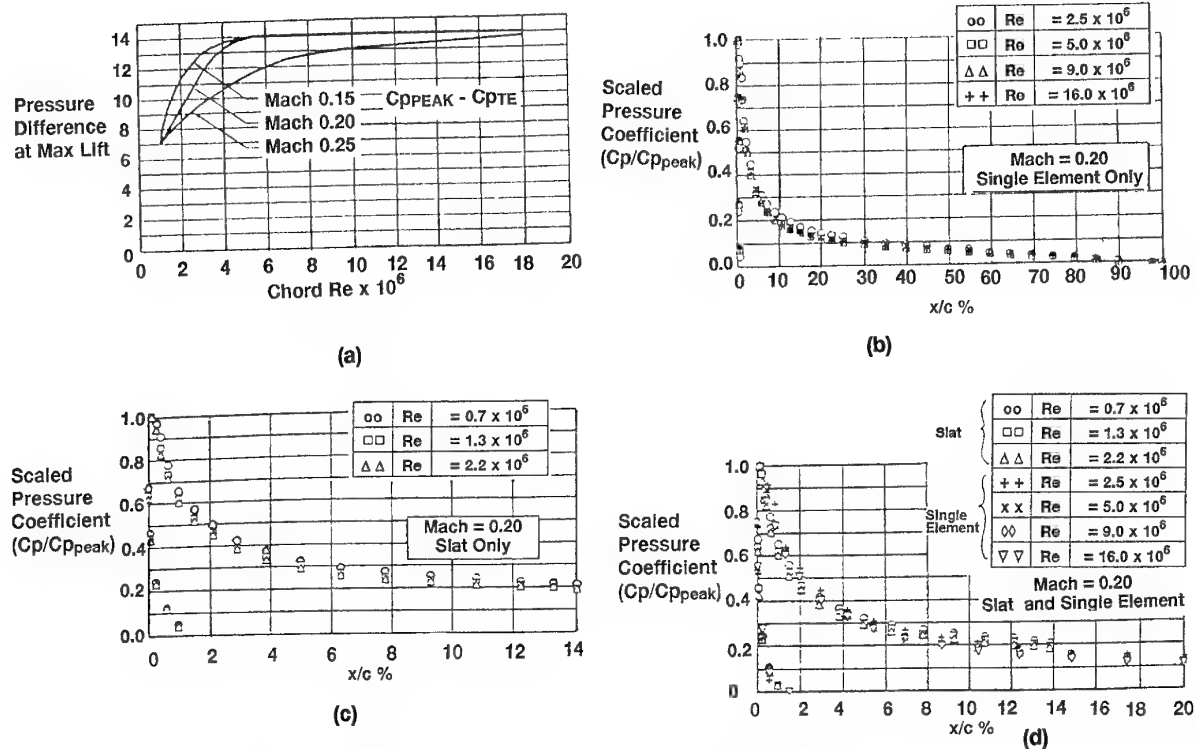 Pressure
Difference
at Max Lift
14
12
13
11
10
9
8
7
6
5
4
3
2
1
0
Mach 0.15
Mach 0.20
Mach 0.25
CpPEAK - CpTE
0 2 4 6 8 10 12 14 16 18 20
Chord Re x 10⁶
(a)
oo Re = 2.5 x 10⁶
□□ Re = 5.0 x 10⁶
△△ Re = 9.0 x 10⁶
++ Re = 16.0 x 10⁶
Scaled
Pressure
Coefficient
(Cp/Cppeak)
1.0
0.8
0.6
0.4
0.2
0.0
Mach = 0.20
Single Element Only
0 10 20 30 40 50 60 70 80 90 100
x/c %
(b)
oo Re = 0.7 x 10⁶
□□ Re = 1.3 x 10⁶
△△ Re = 2.2 x 10⁶
Scaled
Pressure
Coefficient
(Cp/Cppeak)
1.0
0.8
0.6
0.4
0.2
0.0
Mach = 0.20
Slat Only
0 2 4 6 8 10 12 14
x/c %
(c)
Slat
oo Re = 0.7 x 10⁶
□□ Re = 1.3 x 10⁶
△△ Re = 2.2 x 10⁶
Single
Element
++ Re = 2.5 x 10⁶
x x Re = 5.0 x 10⁶
◊◊ Re = 9.0 x 10⁶
▽▽ Re = 16.0 x 10⁶
Scaled
Pressure
Coefficient
(Cp/Cppeak)
1.0
0.8
0.6
0.4
0.2
0
Mach = 0.20
Slat and Single Element
0 2 4 6 8 10 12 14 16 18 20
x/c %
(d)